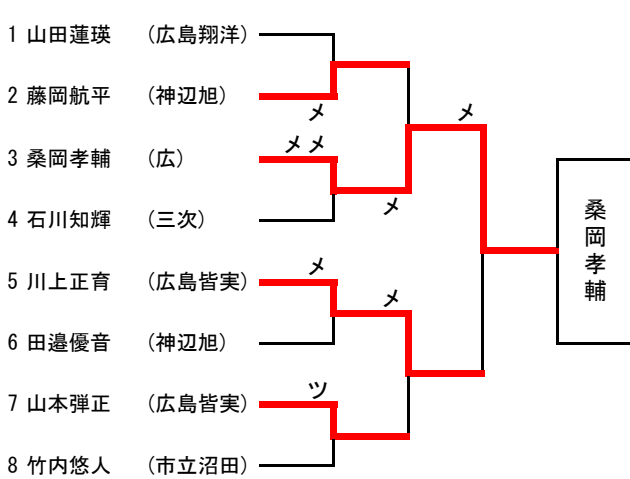 1 山田蓮瑛 （広島翔洋）
2 藤岡航平 （神辺旭）
メ
メメ
3 桑岡孝輔 （広）
メ
メ
4 石川知輝 （三次）
桑岡孝輔
メ
5 川上正育 （広島皆実）
メ
6 田邉優音 （神辺旭）
ツ
7 山本弾正 （広島皆実）
8 竹内悠人 （市立沼田）